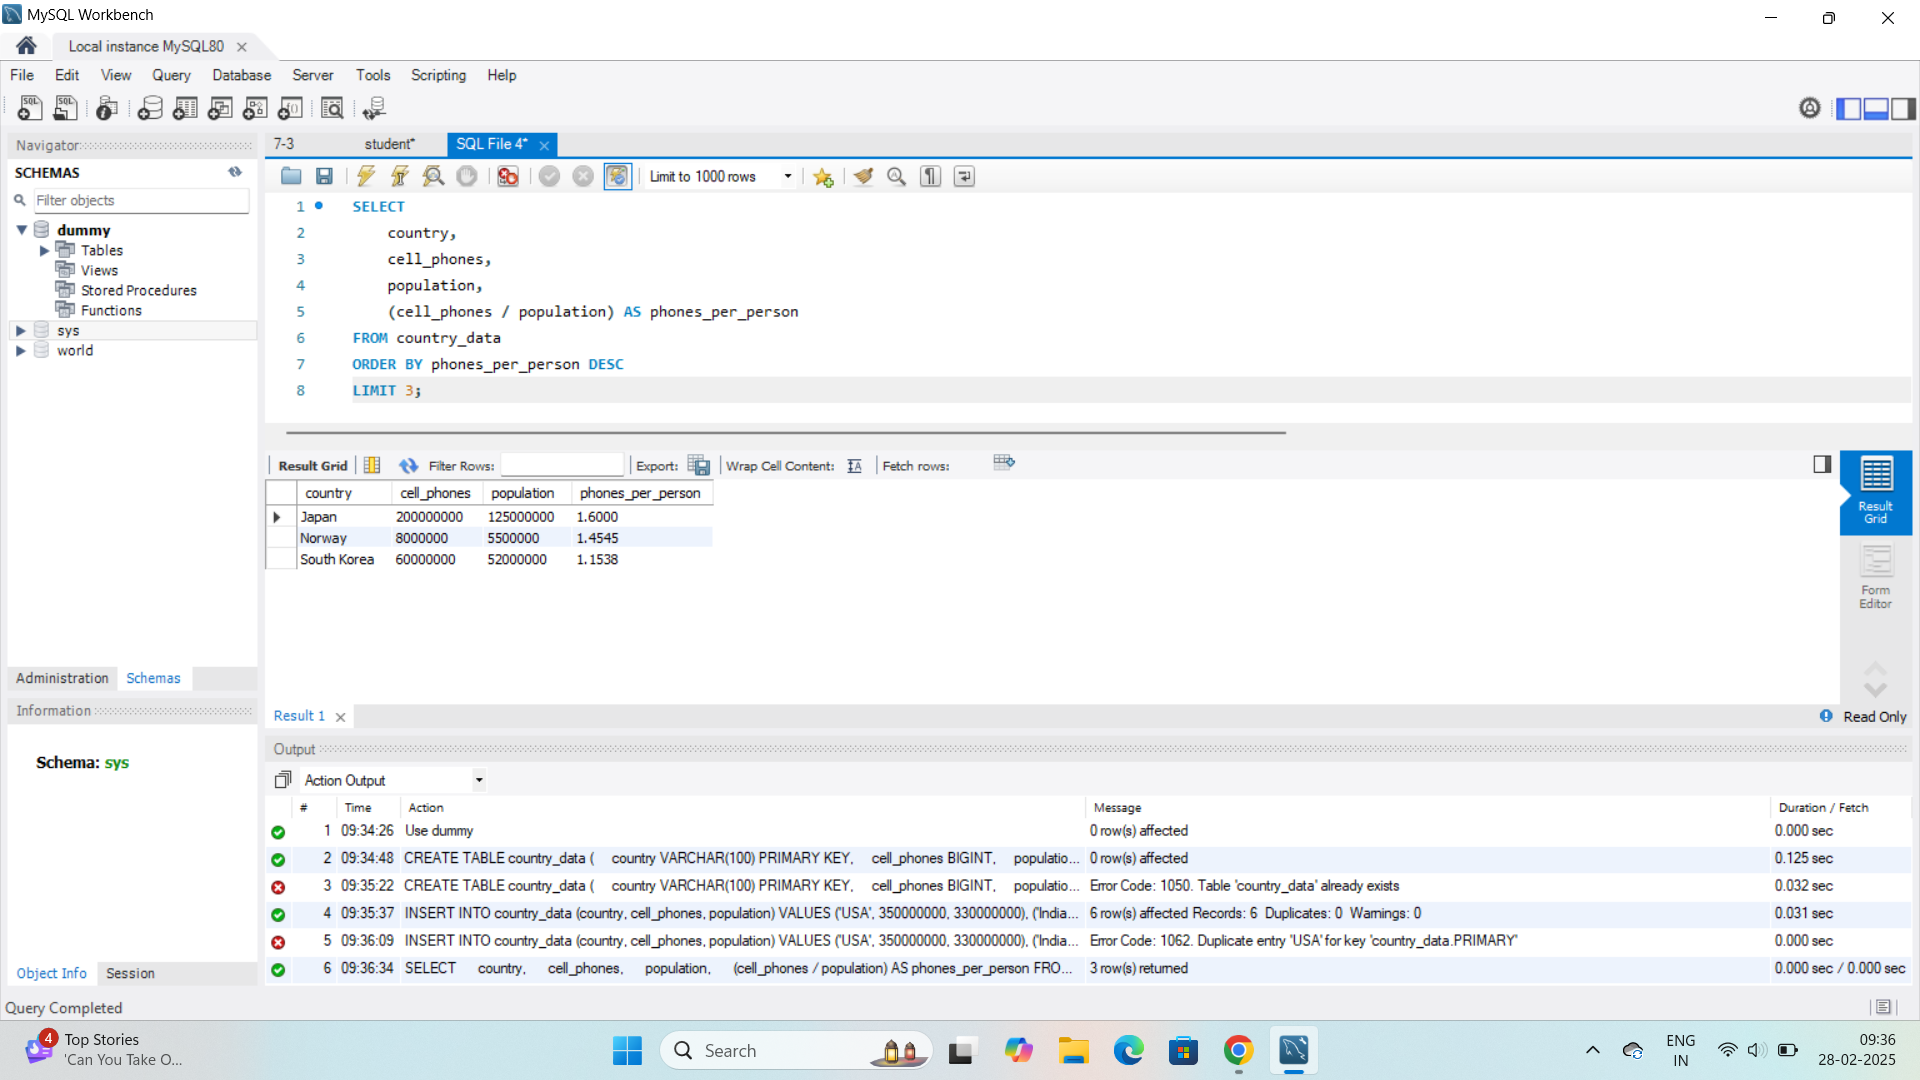 MySQL Workbench
Local instance MySQL80
File Edit View Query Database Server Tools Scripting Help
Navigator
SCHEMAS
Filter objects
dummy
Tables
Views
Stored Procedures
Functions
sys
world
Administration Schemas
Information
Schema: sys
Object Info Session
Query Completed
7-3 student* SQL File 4*
Limit to 1000 rows
1 SELECT
2 country,
3 cell_phones,
4 population,
5 (cell_phones / population) AS phones_per_person
6 FROM country_data
7 ORDER BY phones_per_person DESC
8 LIMIT 3;
Result Grid Filter Rows: Export: Wrap Cell Content: Fetch rows:
country cell_phones population phones_per_person
Japan 200000000 125000000 1.6000
Norway 8000000 5500000 1.4545
South Korea 60000000 52000000 1.1538
Result
Grid
Form
Editor
Result 1
Read Only
Output
Action Output
# Time Action Message Duration / Fetch
1 09:34:26 Use dummy 0 row(s) affected 0.000 sec
2 09:34:48 CREATE TABLE country_data ( country VARCHAR(100) PRIMARY KEY, cell_phones BIGINT, populatio... 0 row(s) affected 0.125 sec
3 09:35:22 CREATE TABLE country_data ( country VARCHAR(100) PRIMARY KEY, cell_phones BIGINT, populatio... Error Code: 1050. Table 'country_data' already exists 0.032 sec
4 09:35:37 INSERT INTO country_data (country, cell_phones, population) VALUES ('USA', 350000000, 330000000), ('India... 6 row(s) affected Records: 6 Duplicates: 0 Warnings: 0 0.031 sec
5 09:36:09 INSERT INTO country_data (country, cell_phones, population) VALUES ('USA', 350000000, 330000000), ('India... Error Code: 1062. Duplicate entry 'USA' for key 'country_data.PRIMARY' 0.000 sec
6 09:36:34 SELECT country, cell_phones, population, (cell_phones / population) AS phones_per_person FRO... 3 row(s) returned 0.000 sec / 0.000 sec
4
Top Stories
'Can You Take O...
Search
ENG
IN
09:36
28-02-2025